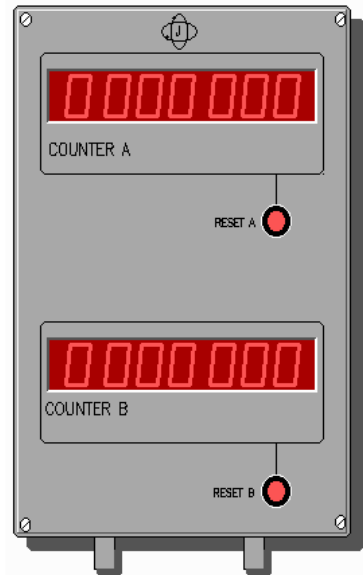 J
0000000
COUNTER A
RESET A
0000000
COUNTER B
RESET B